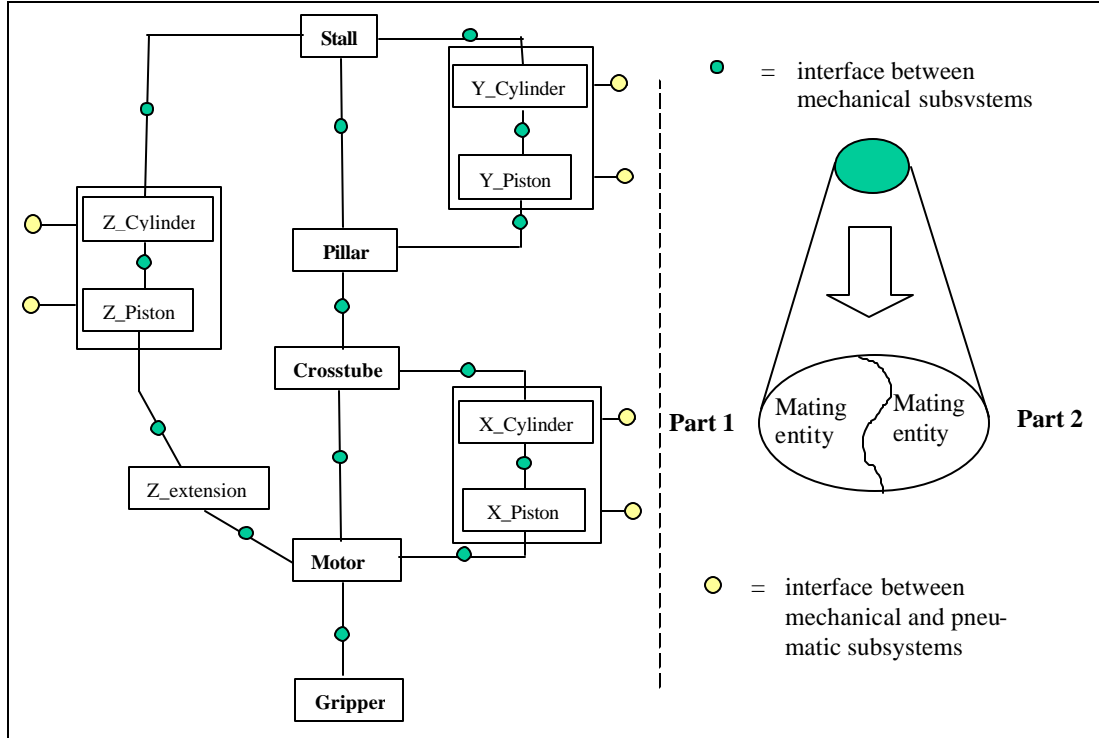 Stall
Y_Cylinder
Y_Piston
Z_Cylinder
Z_Piston
Pillar
Crosstube
X_Cylinder
X_Piston
Z_extension
Motor
Gripper
= interface between
mechanical subsystems
Part 1
Mating
entity
Mating
entity
Part 2
= interface between
mechanical and pneu-
matic subsystems